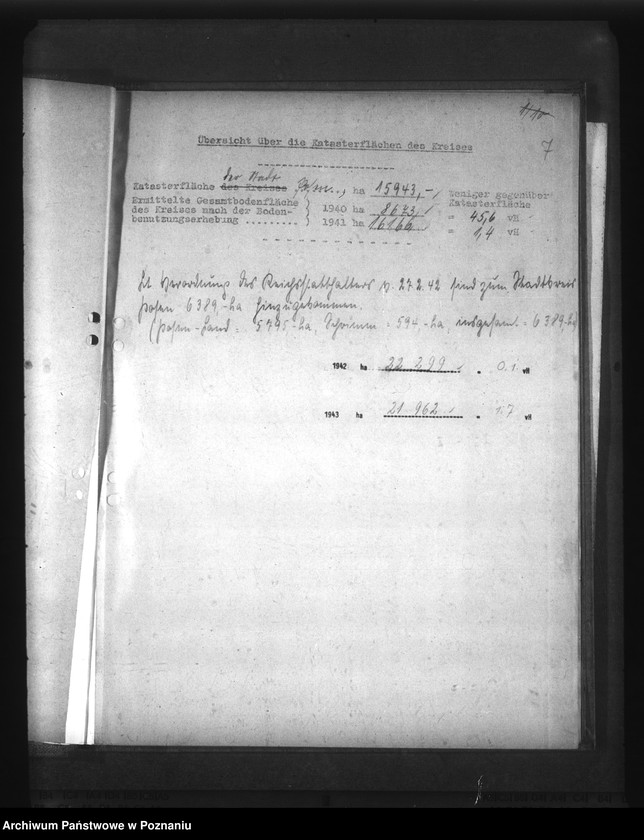 7
Übersicht über die Katasterflächen des Kreises
der Stadt
Katasterfläche des Kreises Posen.., ha 15943,-, Weniger gegenüber
Katasterfläche
Ermittelte Gesamtbodenfläche } 1940 ha 8673,/ = 45,6 vH
des Kreises nach der Boden-
benutzungserhebung ......... } 1941 ha 16166 = 1,4 vH
Lt Verordnung des Reichsstatthalters v. 27.2.42 sind zum Stadtkreis
Posen 6389,-ha hinzugekommen.
(Posen-Land = 5795-ha, Schrimm = 594-ha, insgesamt = 6389-ha)
1942 ha 22 299 = 0,1 vH
1943 ha 21 962 = 1,7 vH
Archiwum Państwowe w Poznaniu